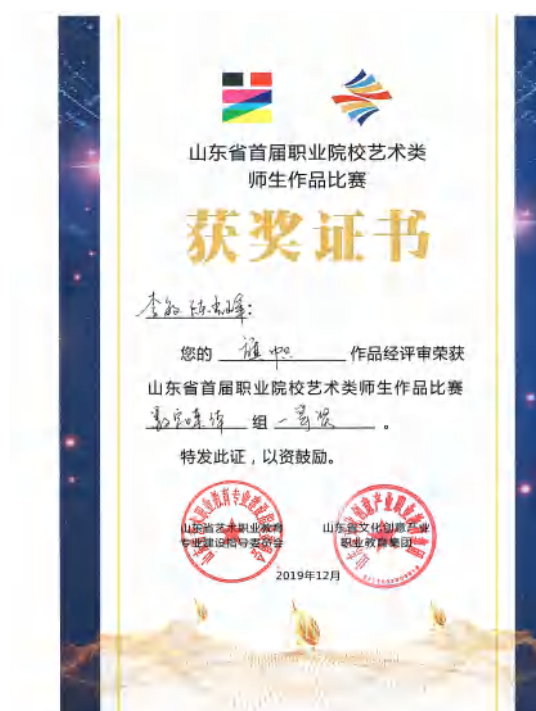 山东省首届职业院校艺术类
师生作品比赛
获奖证书
李敏
您的 旗帜 作品经评审荣获
山东省首届职业院校艺术类师生作品比赛
组 一等奖 。
特发此证,以资鼓励。
山东省艺术职业教育
专业建设指导委员会
山东省文化创意产业
职业教育集团
2019年12月